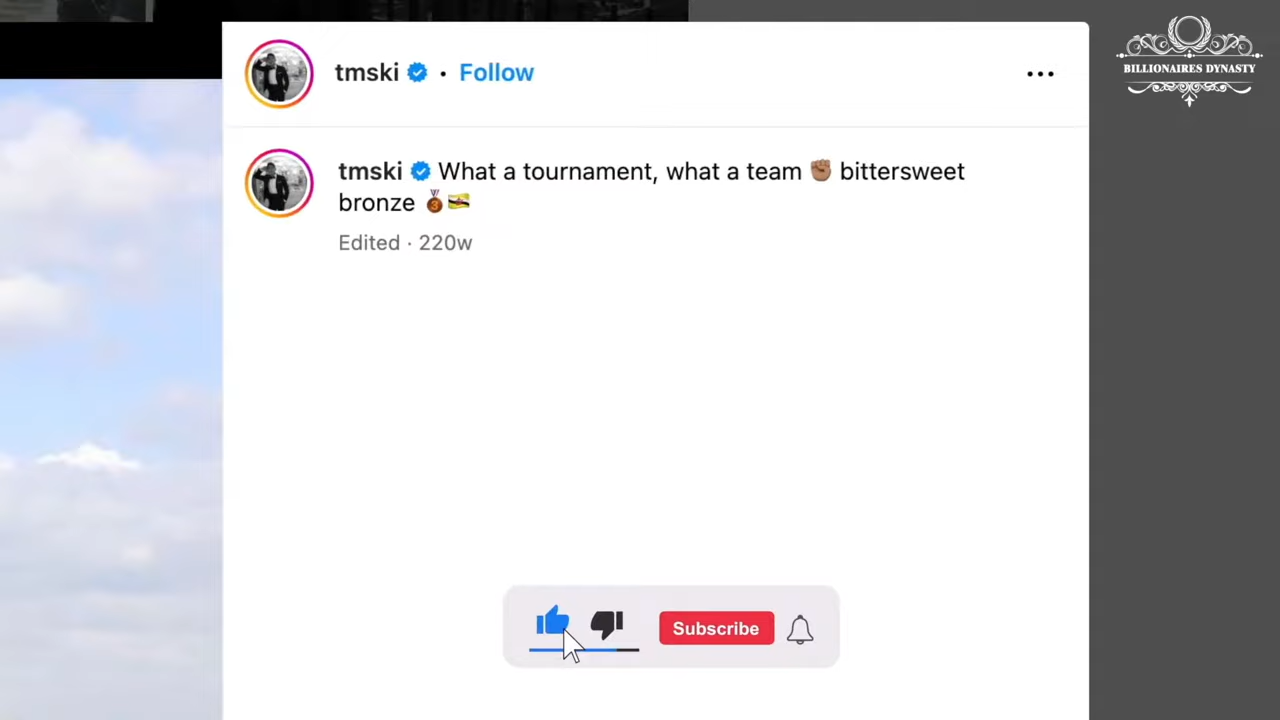 BILLIONAIRES DYNASTY
tmski • Follow
tmski What a tournament, what a team ✊🏽 bittersweet
bronze 🥉🇧🇳
Edited · 220w
Subscribe